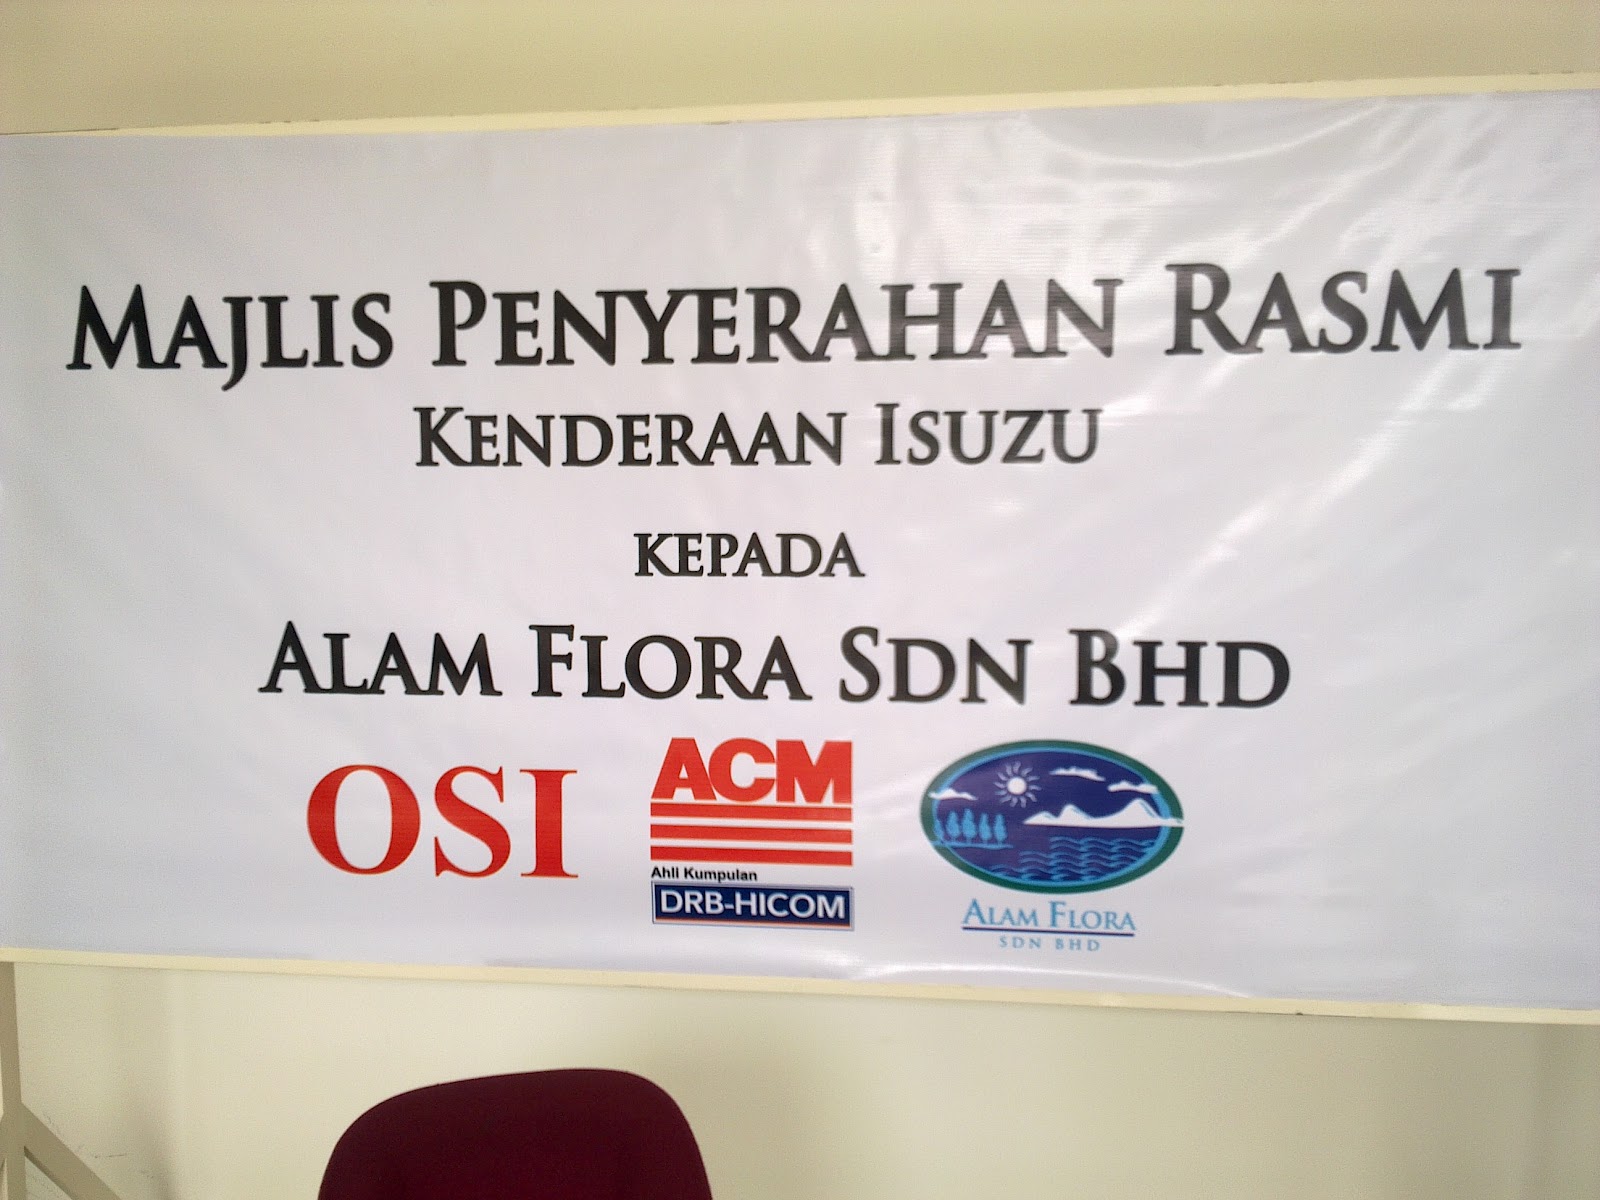 MAJLIS PENYERAHAN RASMI
KENDERAAN ISUZU
KEPADA
ALAM FLORA SDN BHD
OSI
ACM
Ahli Kumpulan
DRB-HICOM
ALAM FLORA
SDN BHD